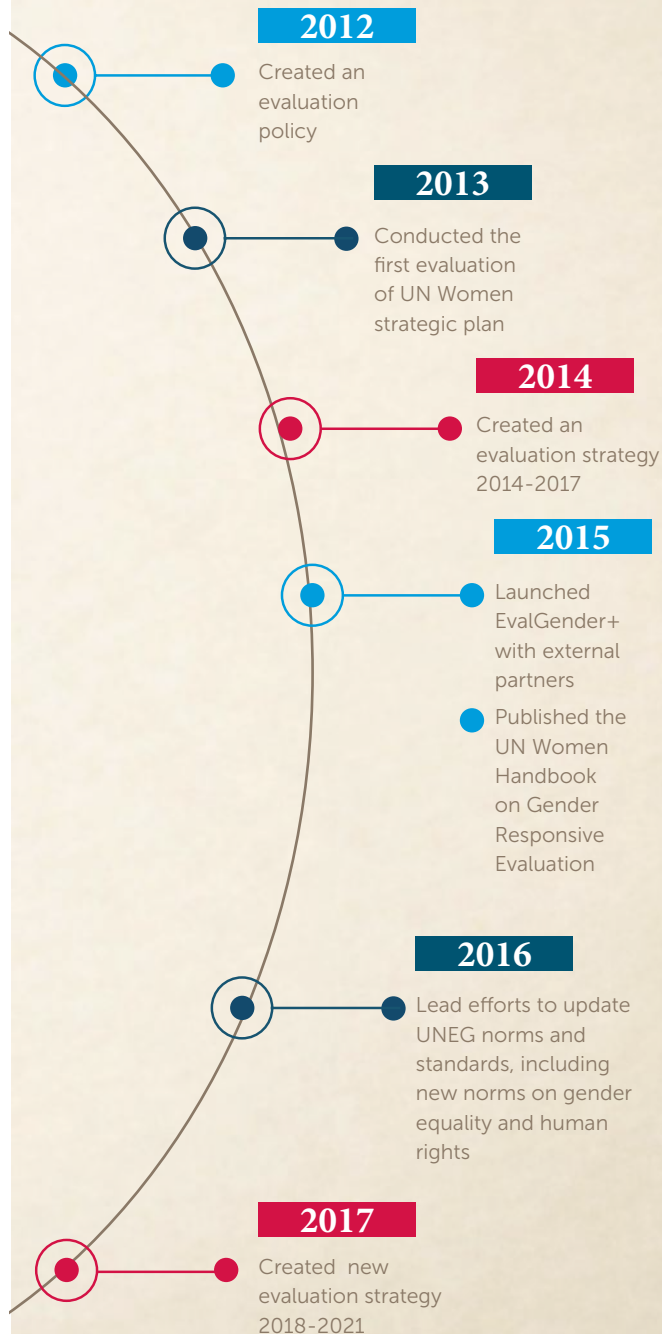 2012
Created an
evaluation
policy
2013
Conducted the
first evaluation
of UN Women
strategic plan
2014
Created an
evaluation strategy
2014-2017
2015
Launched
EvalGender+
with external
partners
Published the
UN Women
Handbook
on Gender
Responsive
Evaluation
2016
Lead efforts to update
UNEG norms and
standards, including
new norms on gender
equality and human
rights
2017
Created new
evaluation strategy
2018-2021